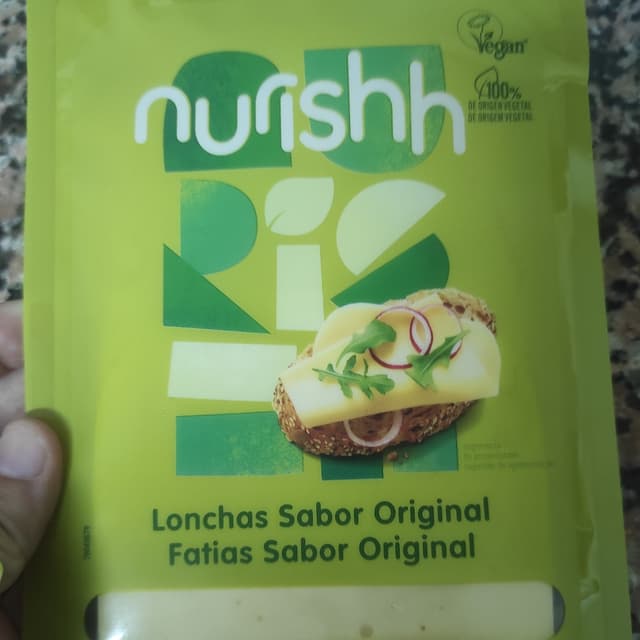 nurishh
Vegan
100%
DE ORIGEN VEGETAL
DE ORIGEM VEGETAL
Lonchas Sabor Original
Fatias Sabor Original